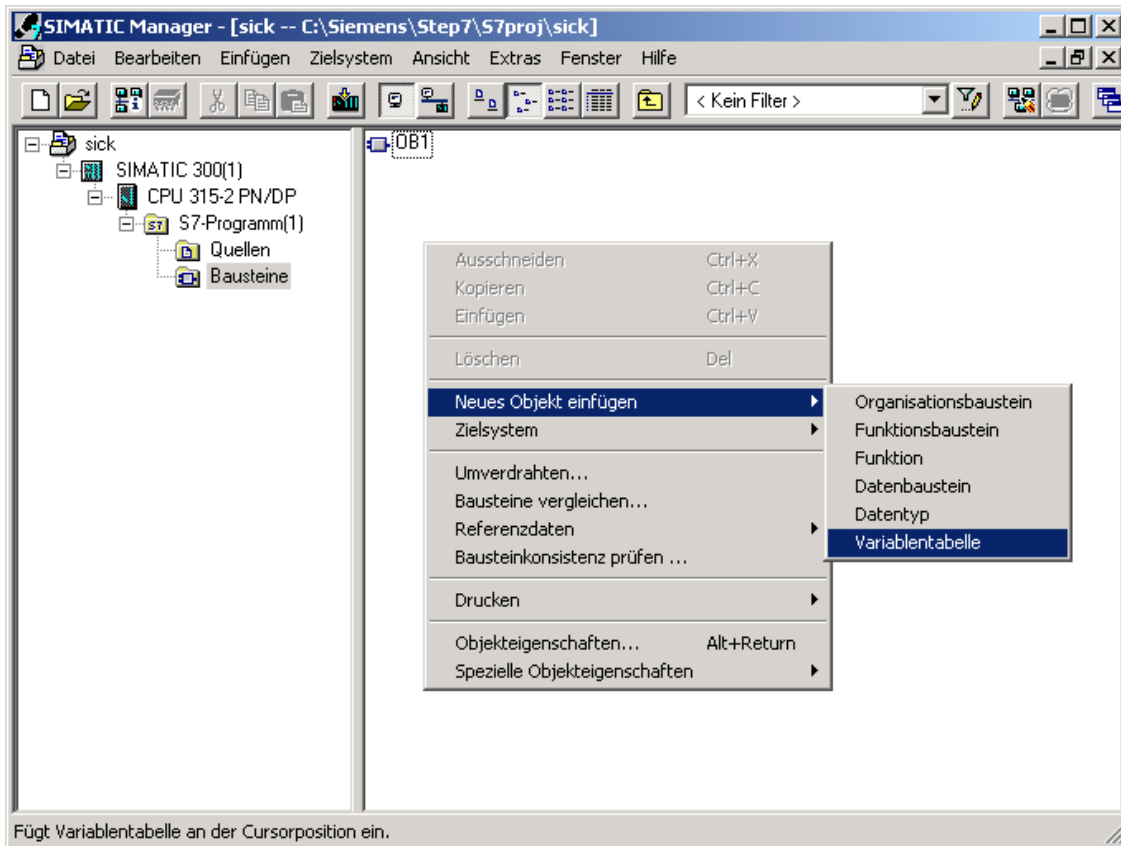 SIMATIC Manager - [sick -- C:\Siemens\Step7\S7proj\sick]
Datei Bearbeiten Einfügen Zielsystem Ansicht Extras Fenster Hilfe
< Kein Filter >
sick
SIMATIC 300(1)
CPU 315-2 PN/DP
S7-Programm(1)
Quellen
Bausteine
OB1
Ausschneiden Ctrl+X
Kopieren Ctrl+C
Einfügen Ctrl+V
Löschen Del
Neues Objekt einfügen
Zielsystem
Umverdrahten...
Bausteine vergleichen...
Referenzdaten
Bausteinkonsistenz prüfen ...
Drucken
Objekteigenschaften... Alt+Return
Spezielle Objekteigenschaften
Organisationsbaustein
Funktionsbaustein
Funktion
Datenbaustein
Datentyp
Variablentabelle
Fügt Variablentabelle an der Cursorposition ein.